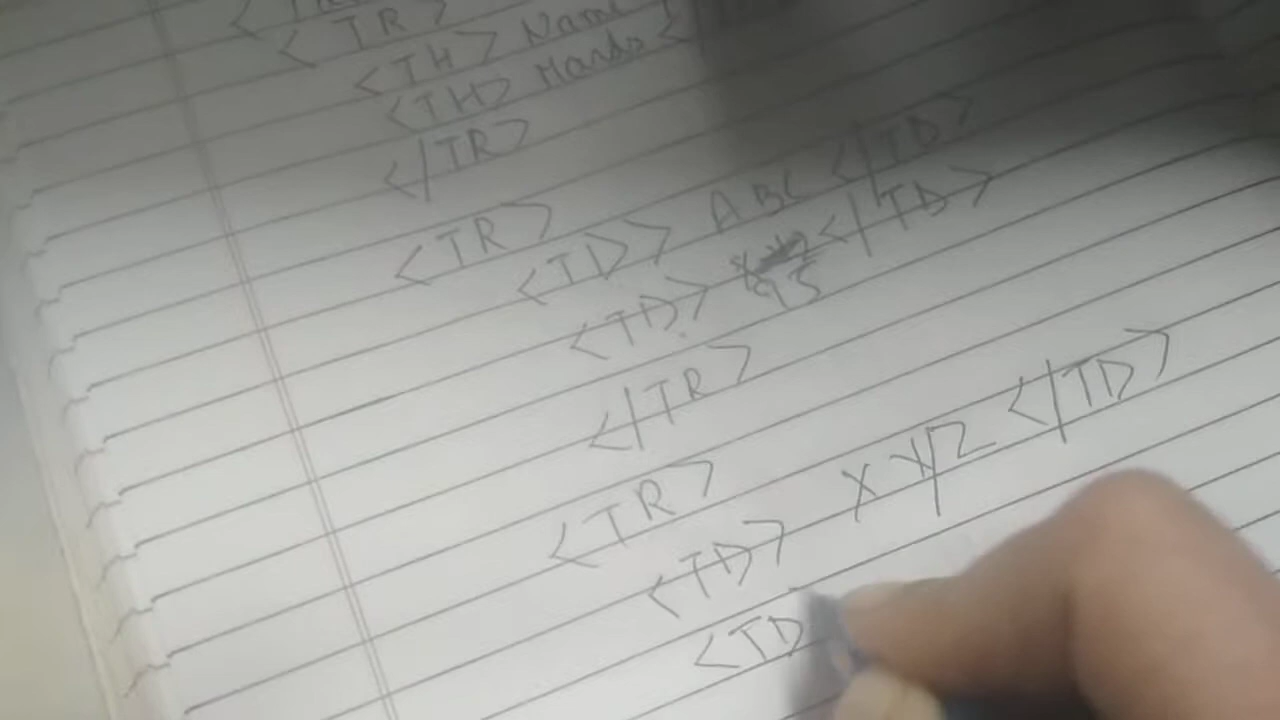 <TR>
<TH> Name
<TH> Marks <
</TR>
<TR>
<TD> ABC </TD>
<TD> 95 </TD>
</TR>
<TR>
<TD> XYZ </TD>
<TD